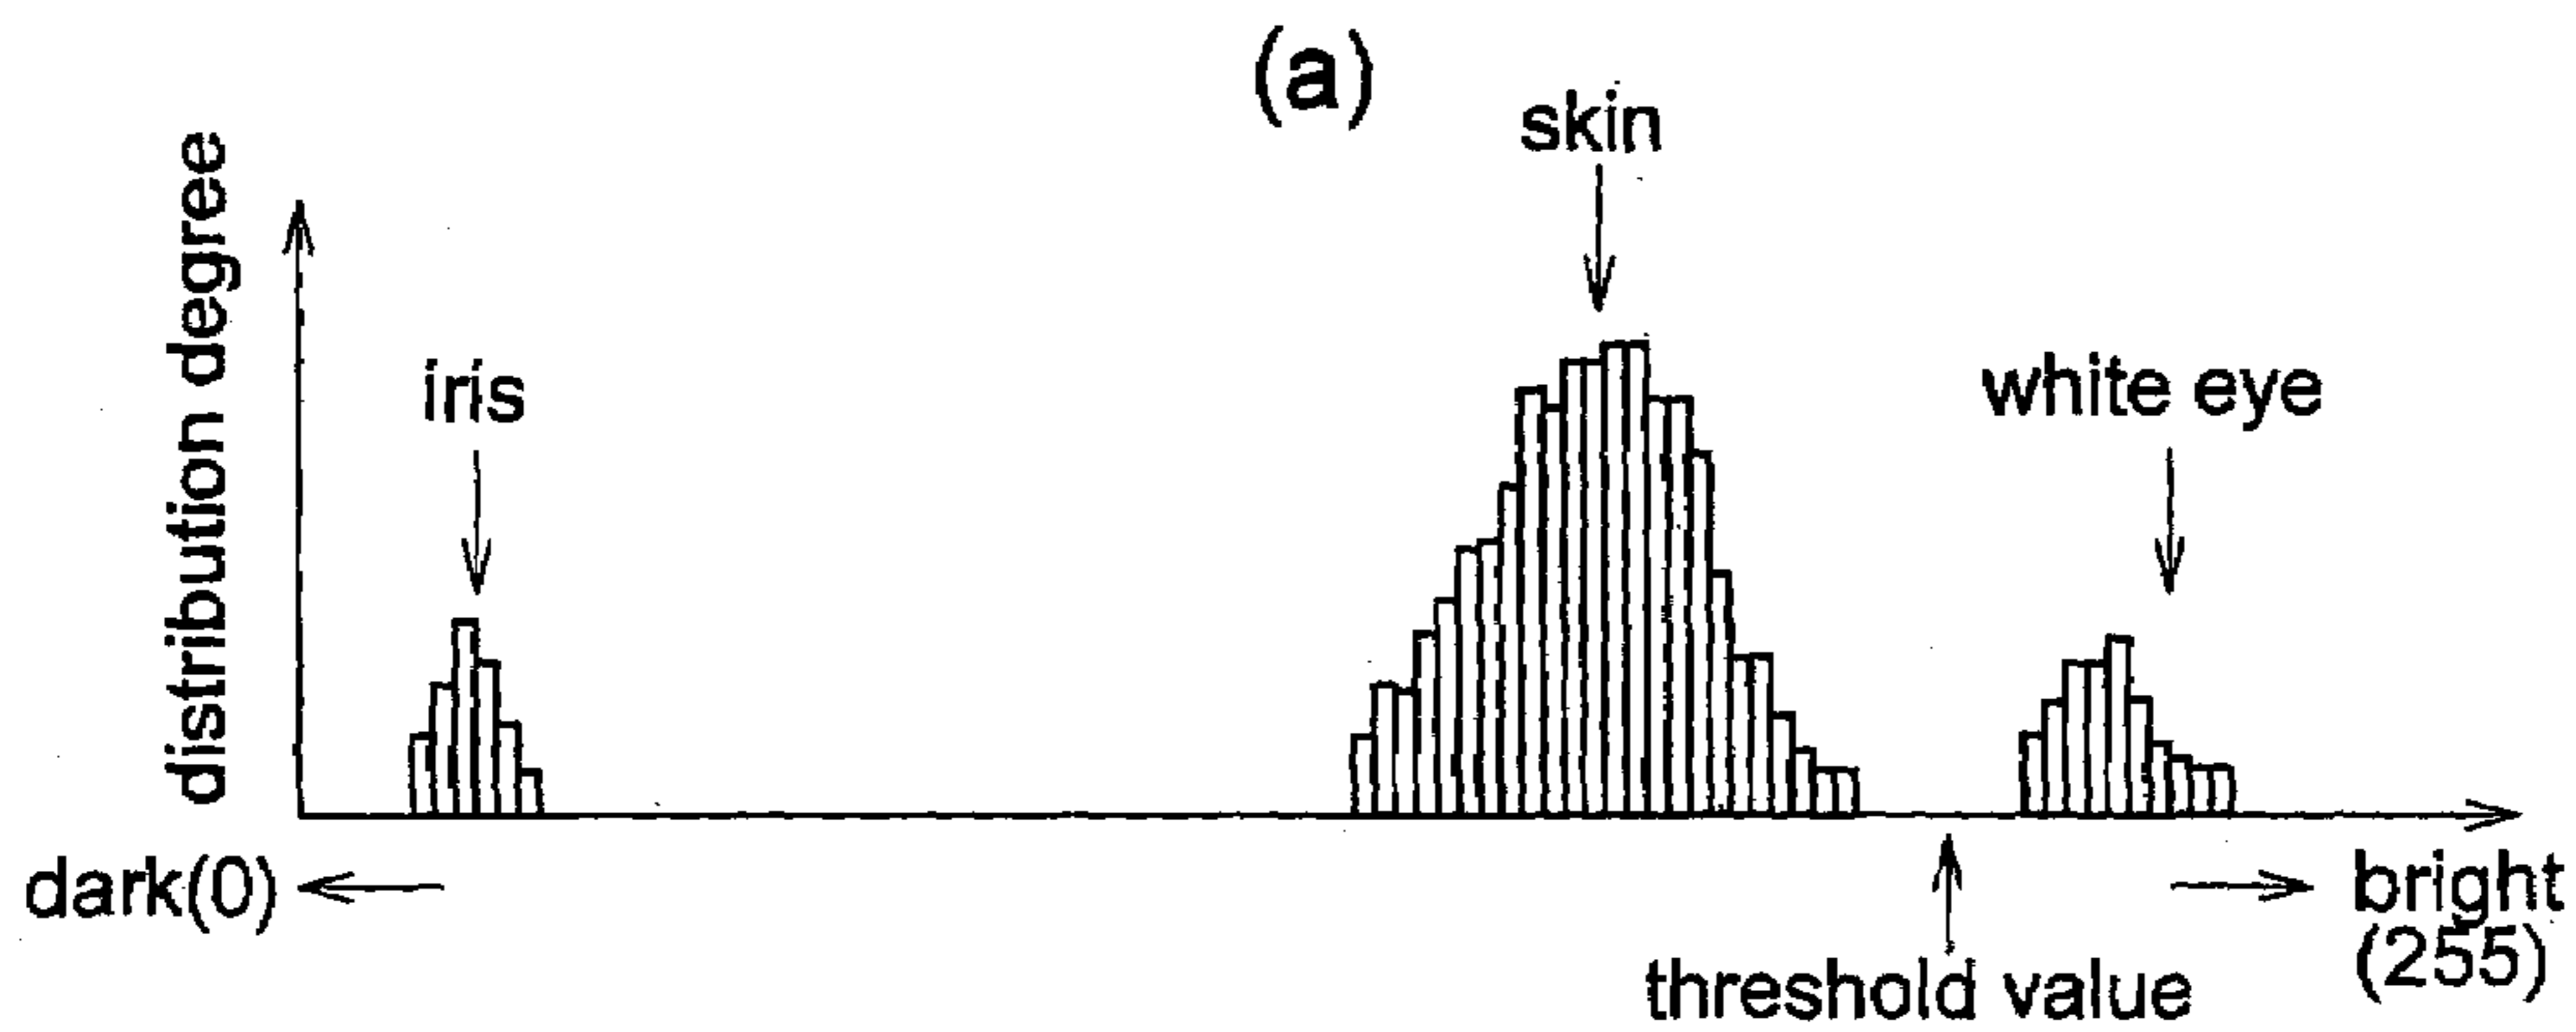 (a)
skin
distribution degree
iris
white eye
dark(0)
bright
(255)
threshold value